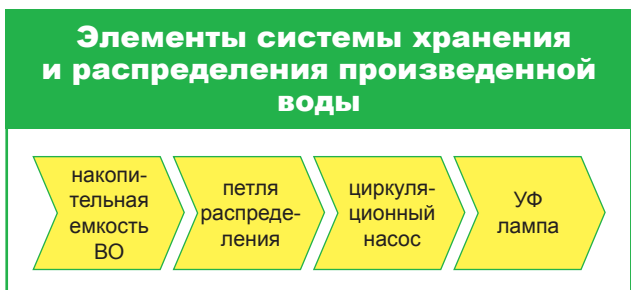 Элементы системы хранения
и распределения произведенной
воды
накопи-
тельная
емкость
ВО
петля
распреде-
ления
циркуля-
ционный
насос
УФ
лампа